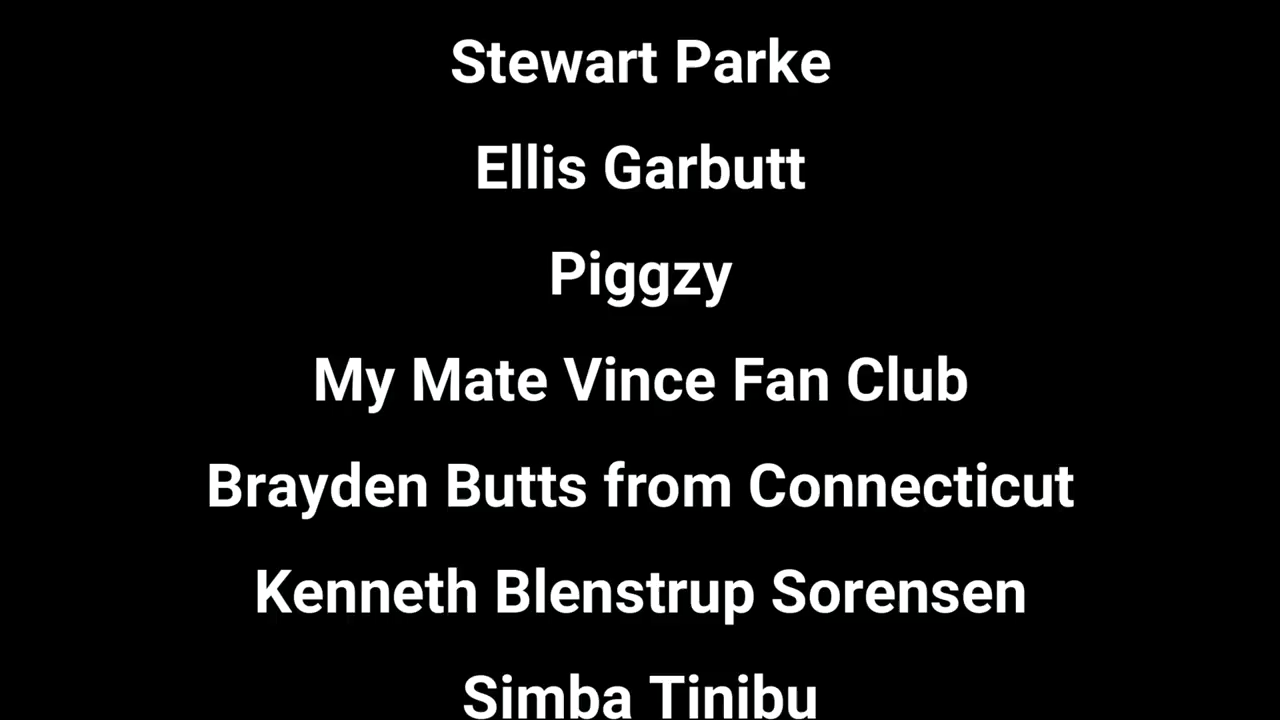 Stewart Parke
Ellis Garbutt
Piggzy
My Mate Vince Fan Club
Brayden Butts from Connecticut
Kenneth Blenstrup Sorensen
Simba Tinibu